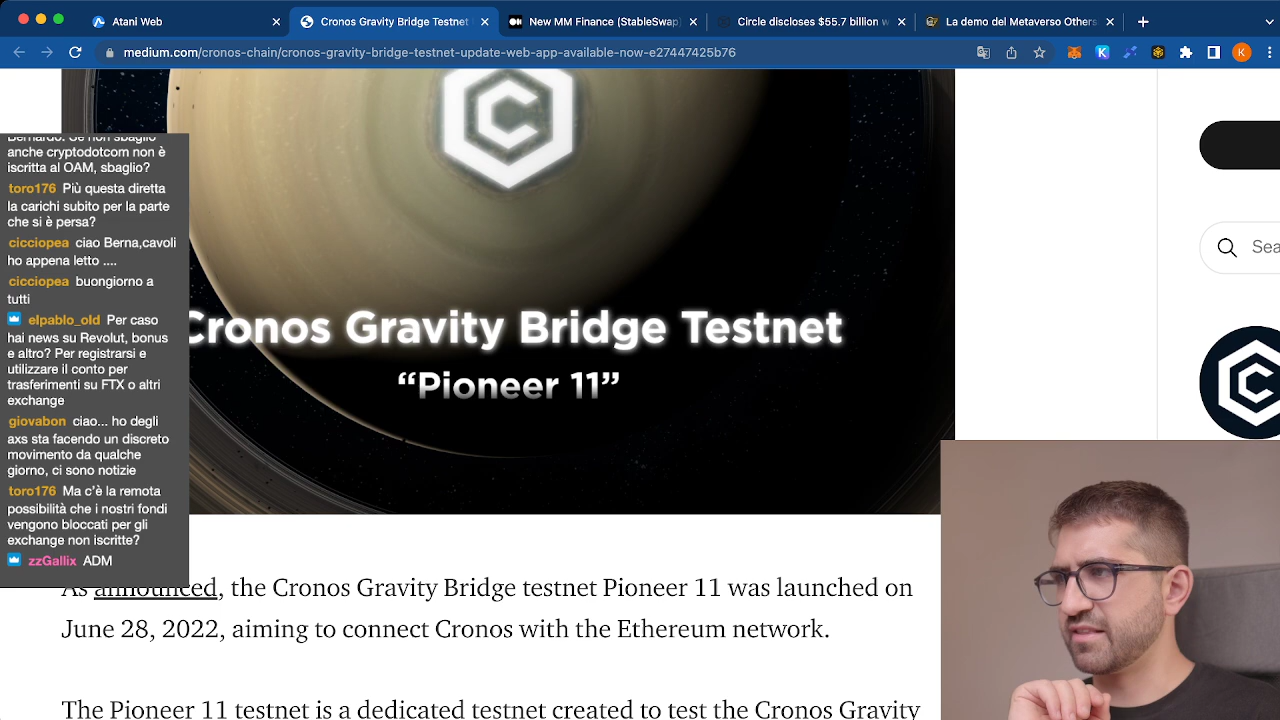 Atani Web
Cronos Gravity Bridge Testnet
New MM Finance (StableSwap)
Circle discloses $55.7 billion w
La demo del Metaverso Others
medium.com/cronos-chain/cronos-gravity-bridge-testnet-update-web-app-available-now-e27447425b76
K
K
Bernardo: Se non sbaglio
anche cryptodotcom non è
iscritta al OAM, sbaglio?
toro176 Più questa diretta
la carichi subito per la parte
che si è persa?
cicciopea ciao Berna,cavoli
ho appena letto ....
cicciopea buongiorno a
tutti
elpablo_old Per caso
hai news su Revolut, bonus
e altro? Per registrarsi e
utilizzare il conto per
trasferimenti su FTX o altri
exchange
giovabon ciao... ho degli
axs sta facendo un discreto
movimento da qualche
giorno, ci sono notizie
toro176 Ma c'è la remota
possibilità che i nostri fondi
vengono bloccati per gli
exchange non iscritte?
zzGallix ADM
Cronos Gravity Bridge Testnet
“Pioneer 11”
Sea
As announced, the Cronos Gravity Bridge testnet Pioneer 11 was launched on
June 28, 2022, aiming to connect Cronos with the Ethereum network.
The Pioneer 11 testnet is a dedicated testnet created to test the Cronos Gravity